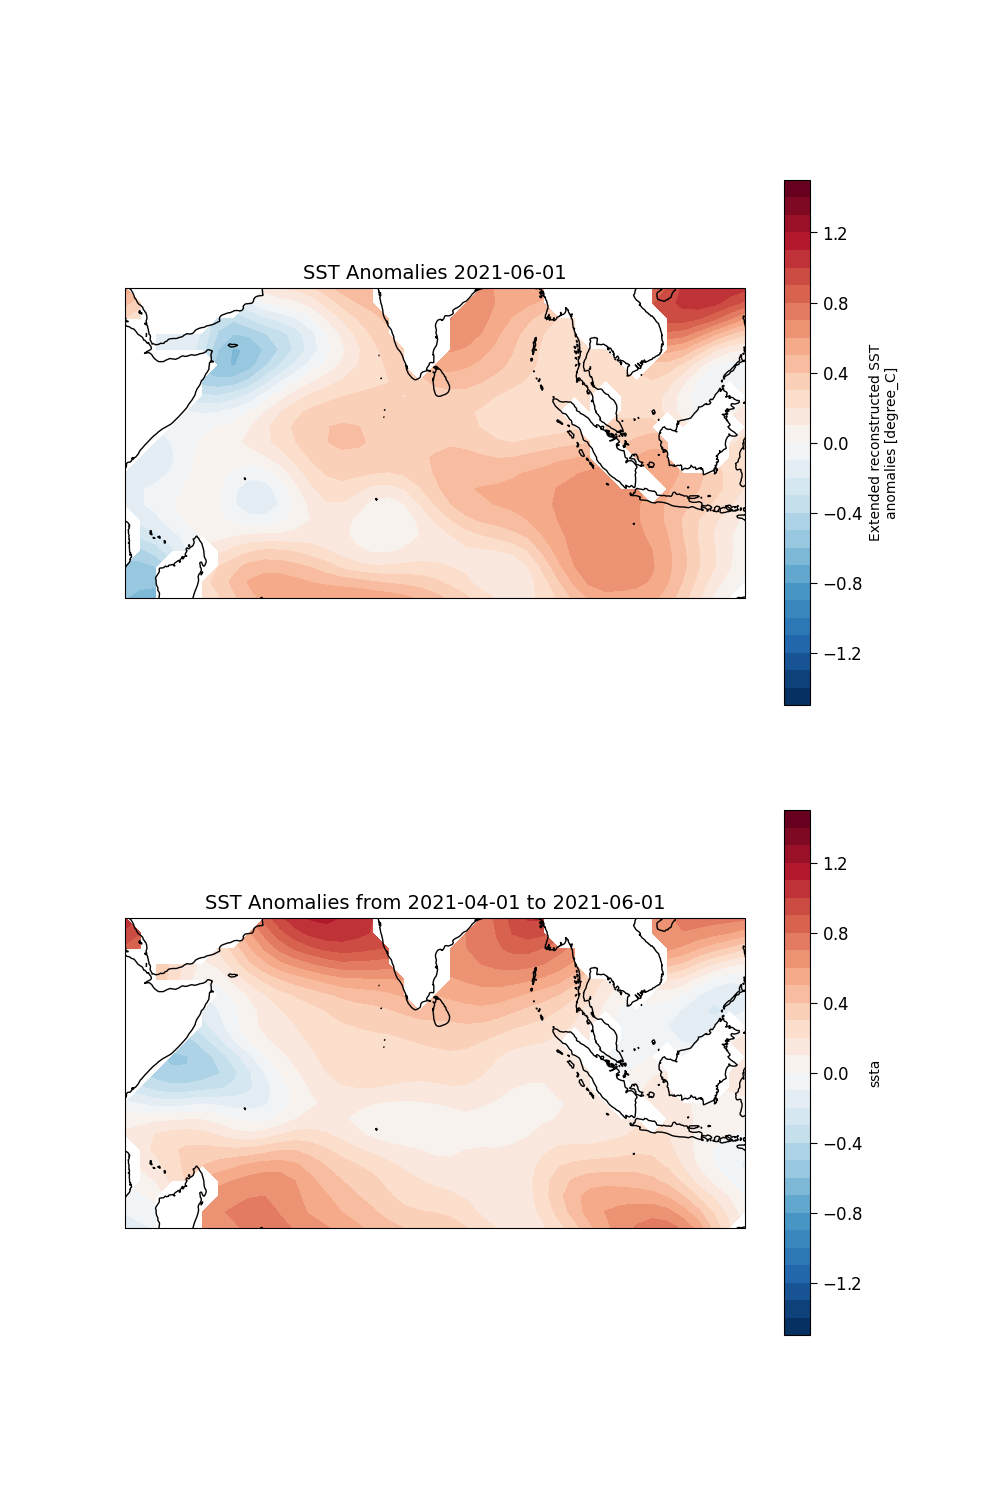 SST Anomalies 2021-06-01
1.2
0.8
0.4
0.0
−0.4
−0.8
−1.2
Extended reconstructed SST
anomalies [degree_C]
SST Anomalies from 2021-04-01 to 2021-06-01
1.2
0.8
0.4
0.0
−0.4
−0.8
−1.2
ssta